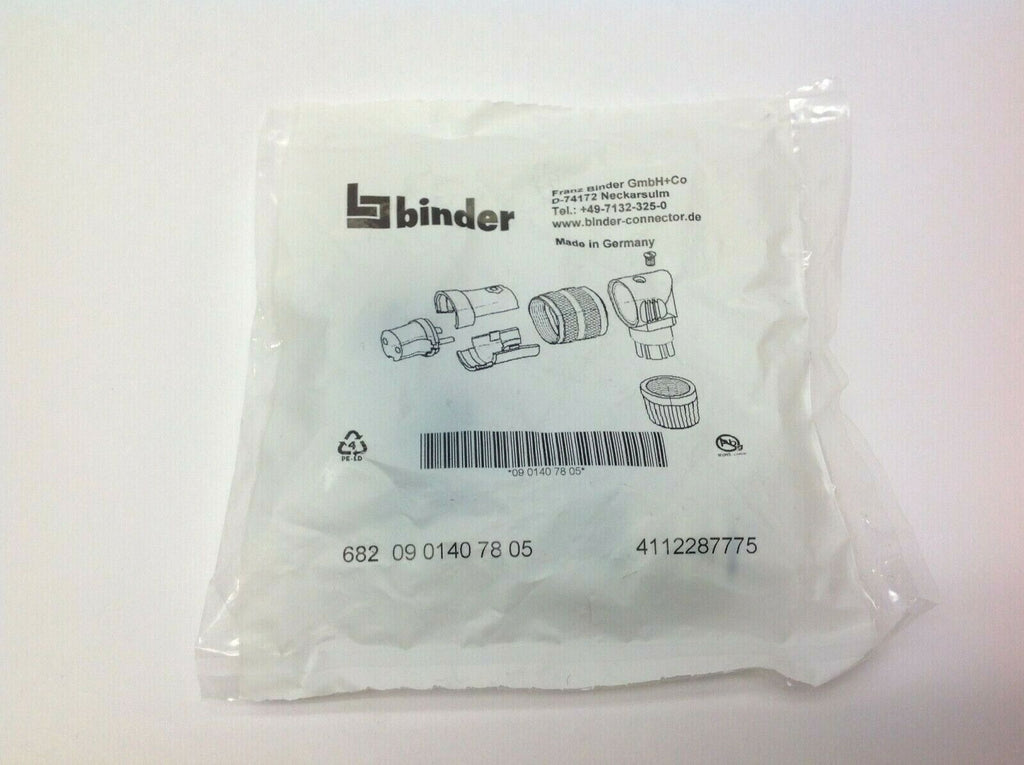 binder
Franz Binder GmbH+Co
D-74172 Neckarsulm
Tel.: +49-7132-325-0
www.binder-connector.de
Made in Germany
4
PE-LD
*09 0140 78 05*
Pb
682 09 0140 78 05
4112287775